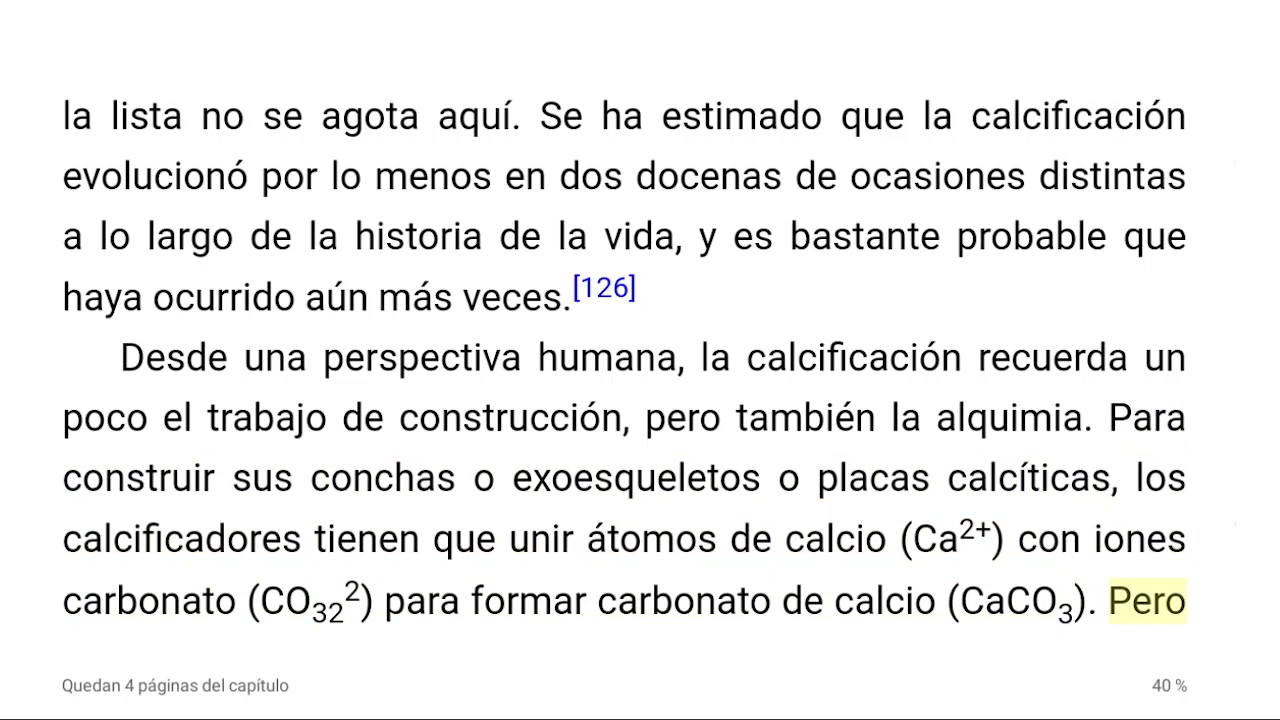 la lista no se agota aquí. Se ha estimado que la calcificación
evolucionó por lo menos en dos docenas de ocasiones distintas
a lo largo de la historia de la vida, y es bastante probable que
haya ocurrido aún más veces.[126]
Desde una perspectiva humana, la calcificación recuerda un
poco el trabajo de construcción, pero también la alquimia. Para
construir sus conchas o exoesqueletos o placas calcíticas, los
calcificadores tienen que unir átomos de calcio (Ca²⁺) con iones
carbonato (CO₃₂²) para formar carbonato de calcio (CaCO₃). Pero
Quedan 4 páginas del capítulo
40 %